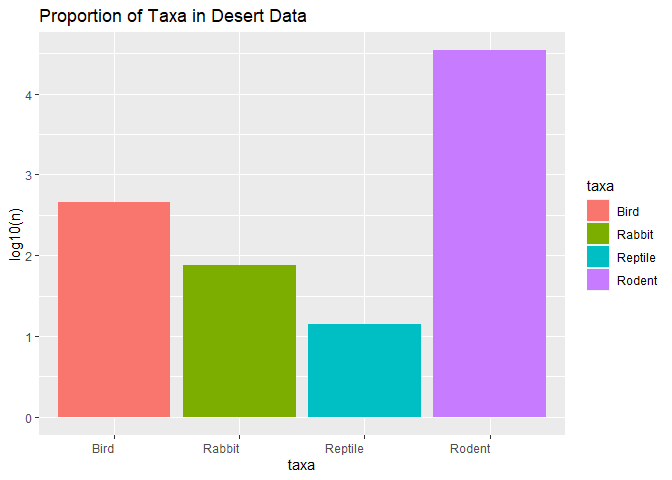 Proportion of Taxa in Desert Data
log10(n)
4
3
2
1
0
Bird
Rabbit
Reptile
Rodent
taxa
taxa
Bird
Rabbit
Reptile
Rodent